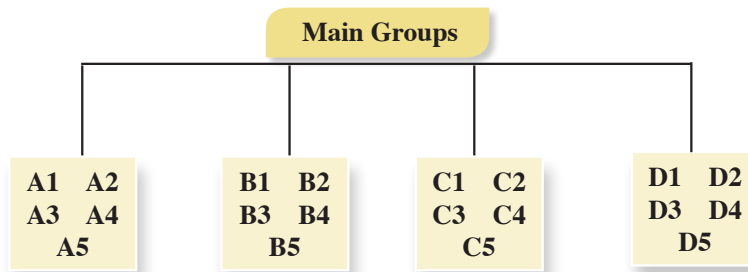 Main Groups
A1 A2
A3 A4
A5
B1 B2
B3 B4
B5
C1 C2
C3 C4
C5
D1 D2
D3 D4
D5